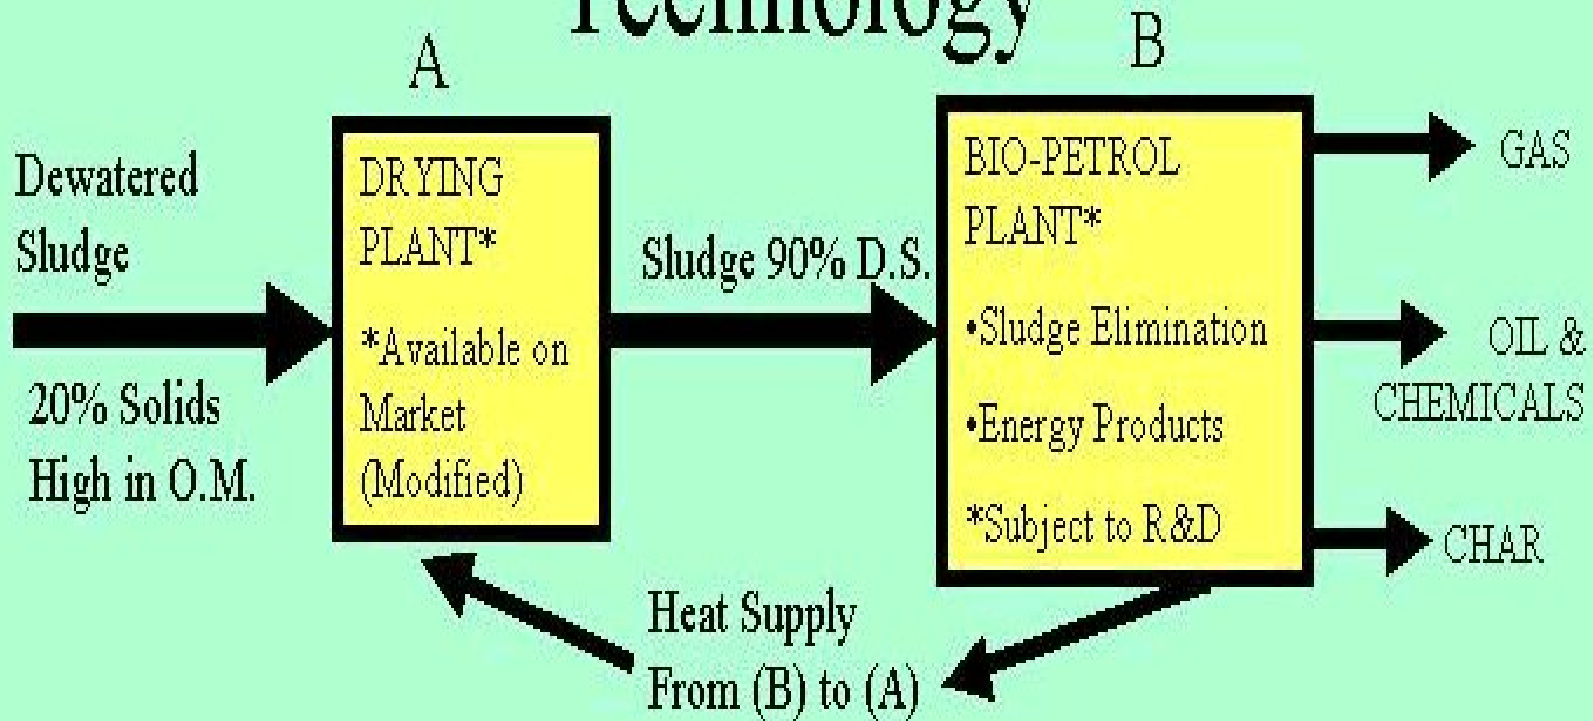 Technology
A
B
Dewatered
Sludge
20% Solids
High in O.M.
DRYING
PLANT*
*Available on
Market
(Modified)
Sludge 90% D.S.
BIO-PETROL
PLANT*
•Sludge Elimination
•Energy Products
*Subject to R&D
GAS
OIL &
CHEMICALS
CHAR
Heat Supply
From (B) to (A)